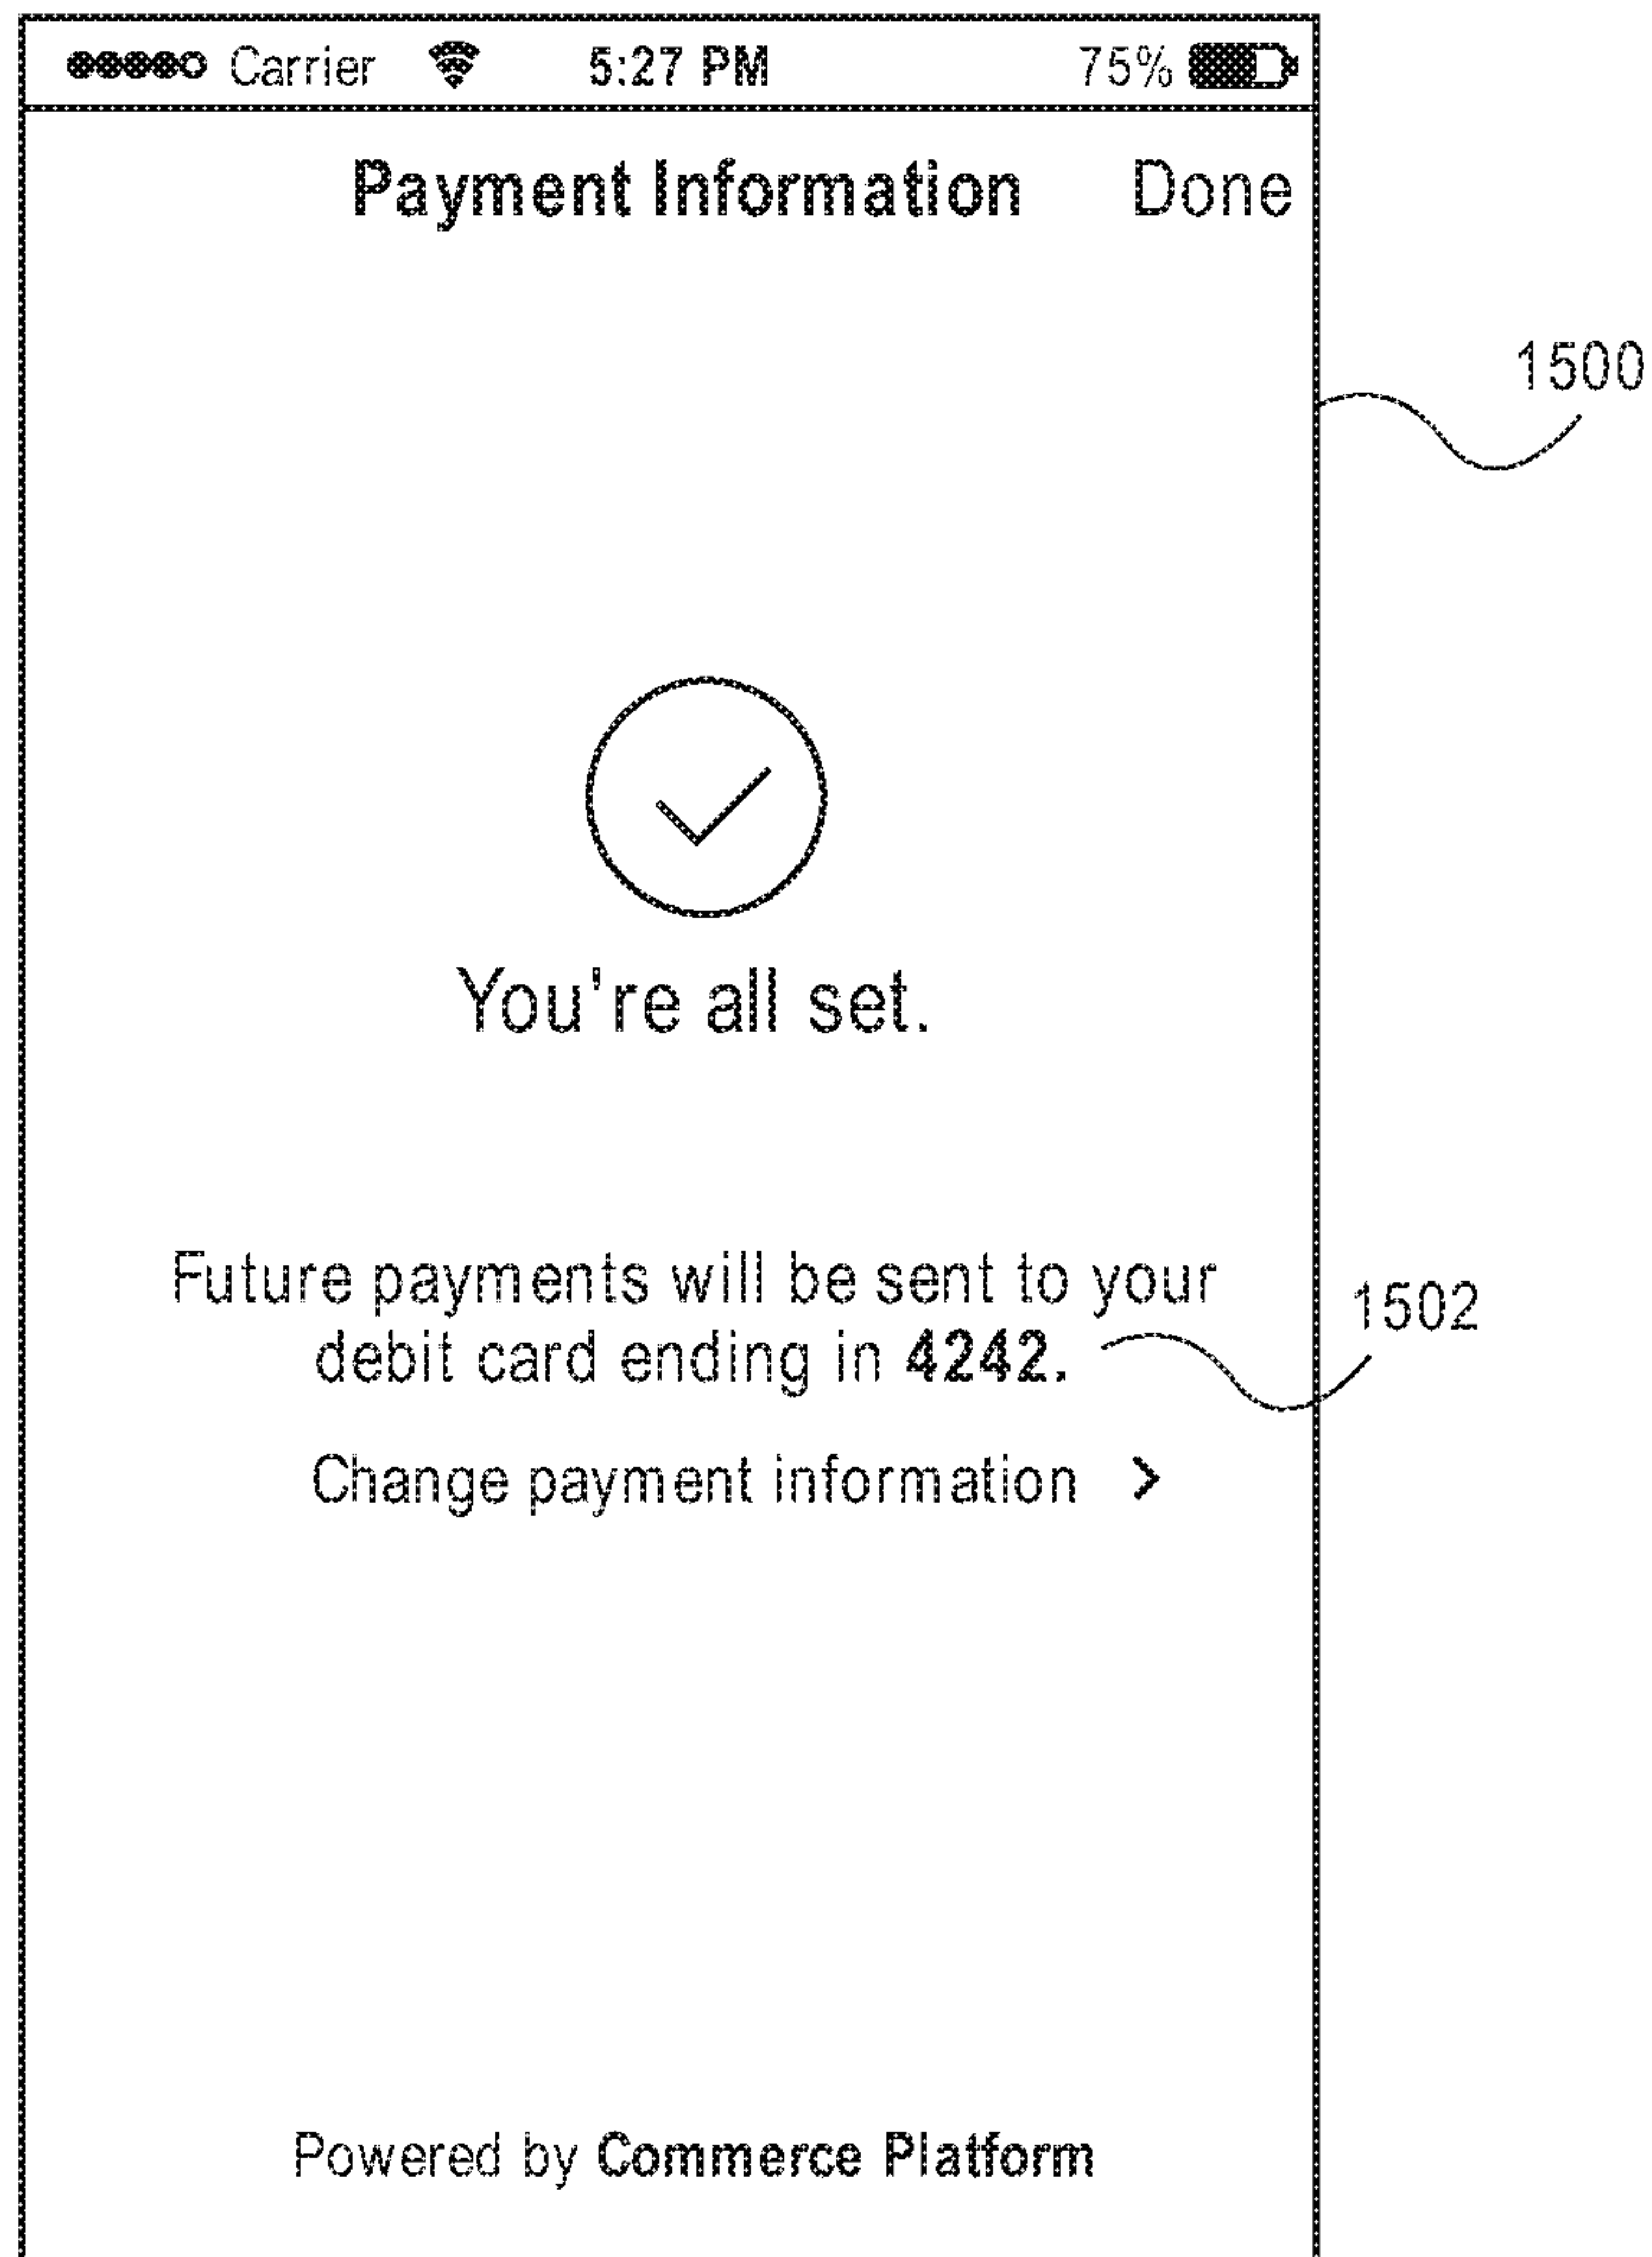 Carrier 5:27 PM 75%
Payment Information Done
1500
You're all set.
Future payments will be sent to your
debit card ending in 4242.
1502
Change payment information >
Powered by Commerce Platform